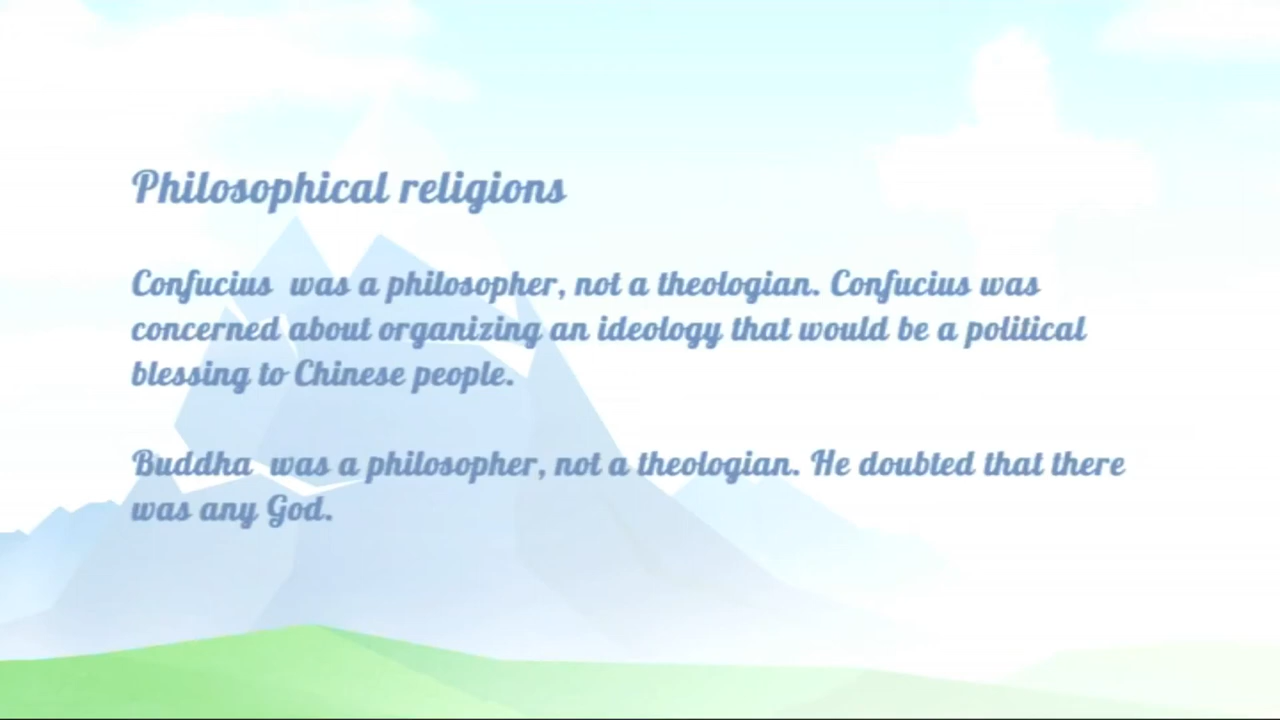 Philosophical religions
Confucius was a philosopher, not a theologian. Confucius was
concerned about organizing an ideology that would be a political
blessing to Chinese people.
Buddha was a philosopher, not a theologian. He doubted that there
was any God.